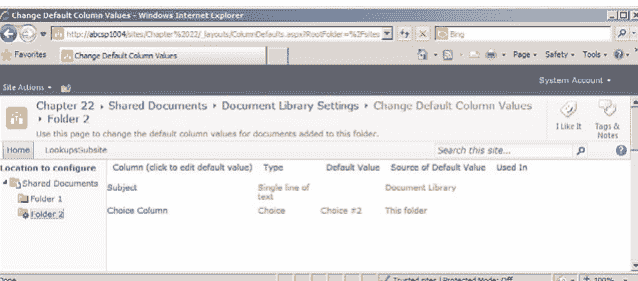 Change Default Column Values - Windows Internet Explorer
http://abcsp1004/sites/Chapter%2022/_layouts/ColumnDefaults.aspx?RootFolder=%2Fsites
Bing
Favorites Change Default Column Values Page Safety Tools
System Account
Site Actions
Chapter 22 Shared Documents Document Library Settings Change Default Column Values
Folder 2
I Like It Tags & Notes
Use this page to change the default column values for documents added to this folder.
Home LookupsSubsite Search this site...
Location to configure Column (click to edit default value) Type Default Value Source of Default Value Used In
Shared Documents
Subject Single line of text Document Library
Folder 1
Choice Column Choice Choice #2 This folder
Folder 2
Done Trusted sites | Protected Mode: Off 100%